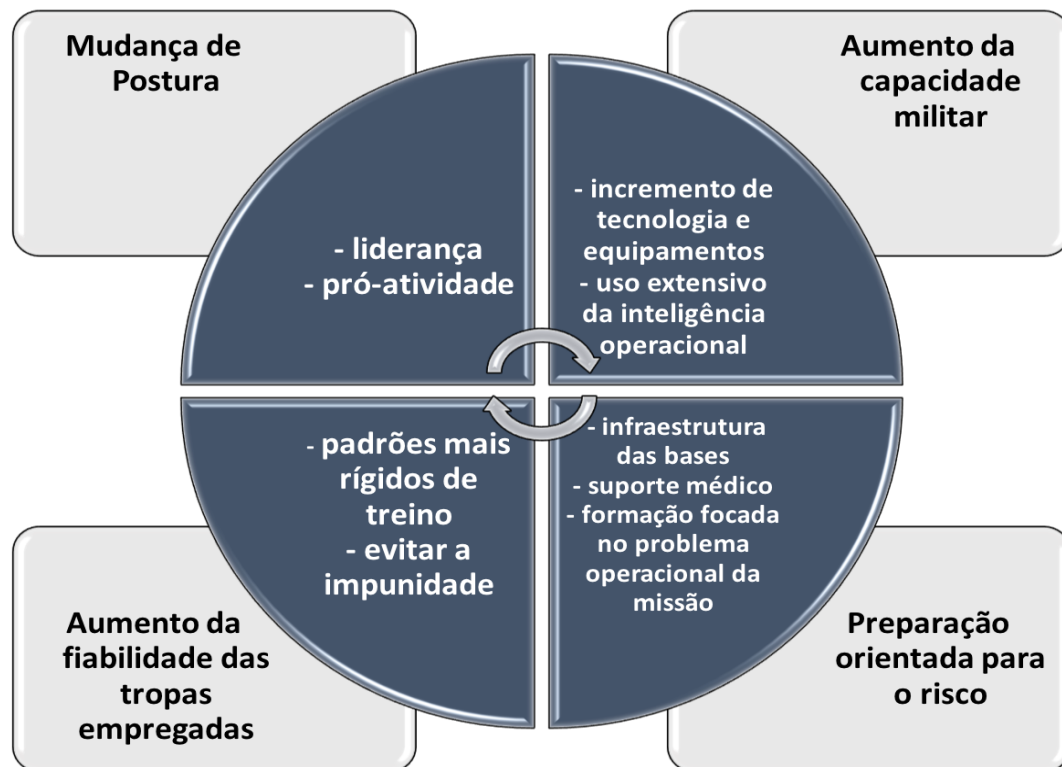 Mudança de
Postura
- liderança
- pró-atividade
Aumento da
capacidade
militar
- incremento de
tecnologia e
equipamentos
- uso extensivo
da inteligência
operacional
- padrões mais
rígidos de
treino
- evitar a
impunidade
Aumento da
fiabilidade das
tropas
empregadas
- infraestrutura
das bases
- suporte médico
- formação focada
no problema
operacional da
missão
Preparação
orientada para
o risco